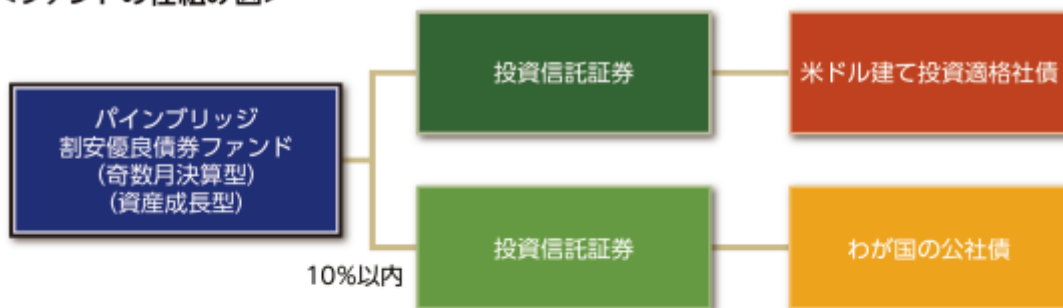 パインブリッジ
割安優良債券ファンド
(奇数月決算型)
(資産成長型)
投資信託証券
米ドル建て投資適格社債
10%以内
投資信託証券
わが国の公社債